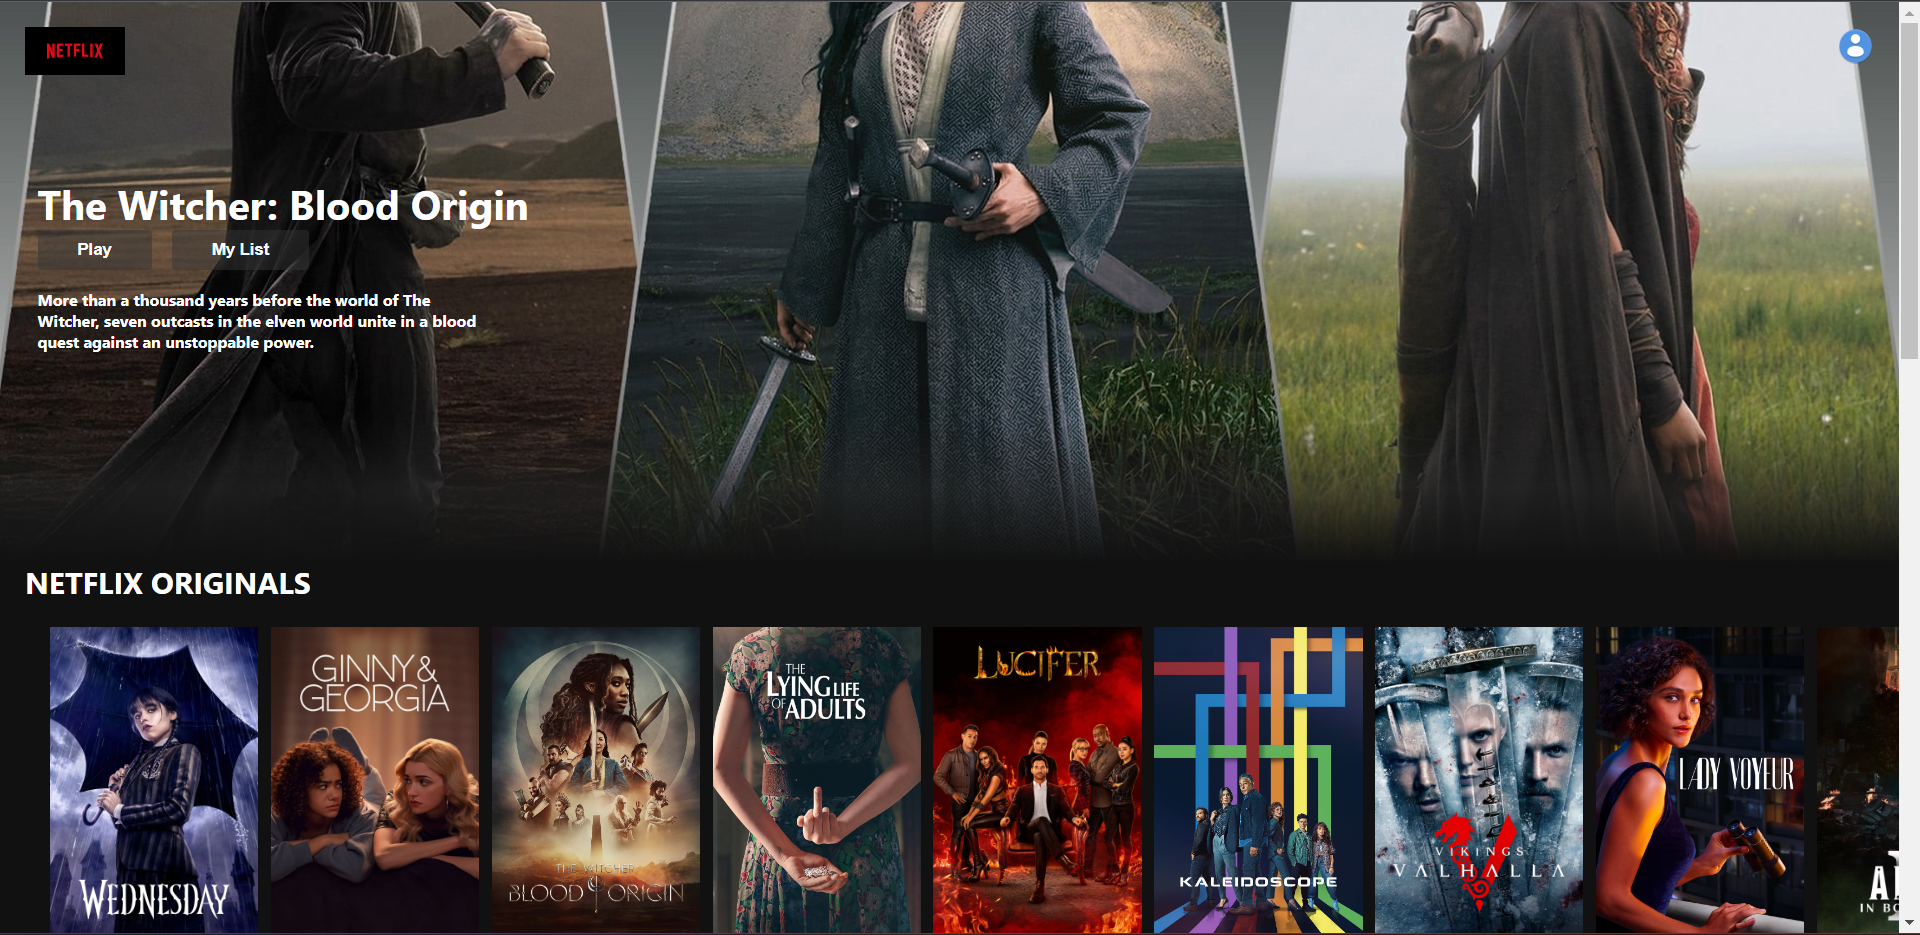 NETFLIX
The Witcher: Blood Origin
Play
My List
More than a thousand years before the world of The
Witcher, seven outcasts in the elven world unite in a blood
quest against an unstoppable power.
NETFLIX ORIGINALS
WEDNESDAY
GINNY &
GEORGIA
THE WITCHER
BLOOD ORIGIN
THE
LYING LIFE
OF ADULTS
LUCIFER
KALEIDOSCOPE
VIKINGS
VALHALLA
LADY VOYEUR
IN BO